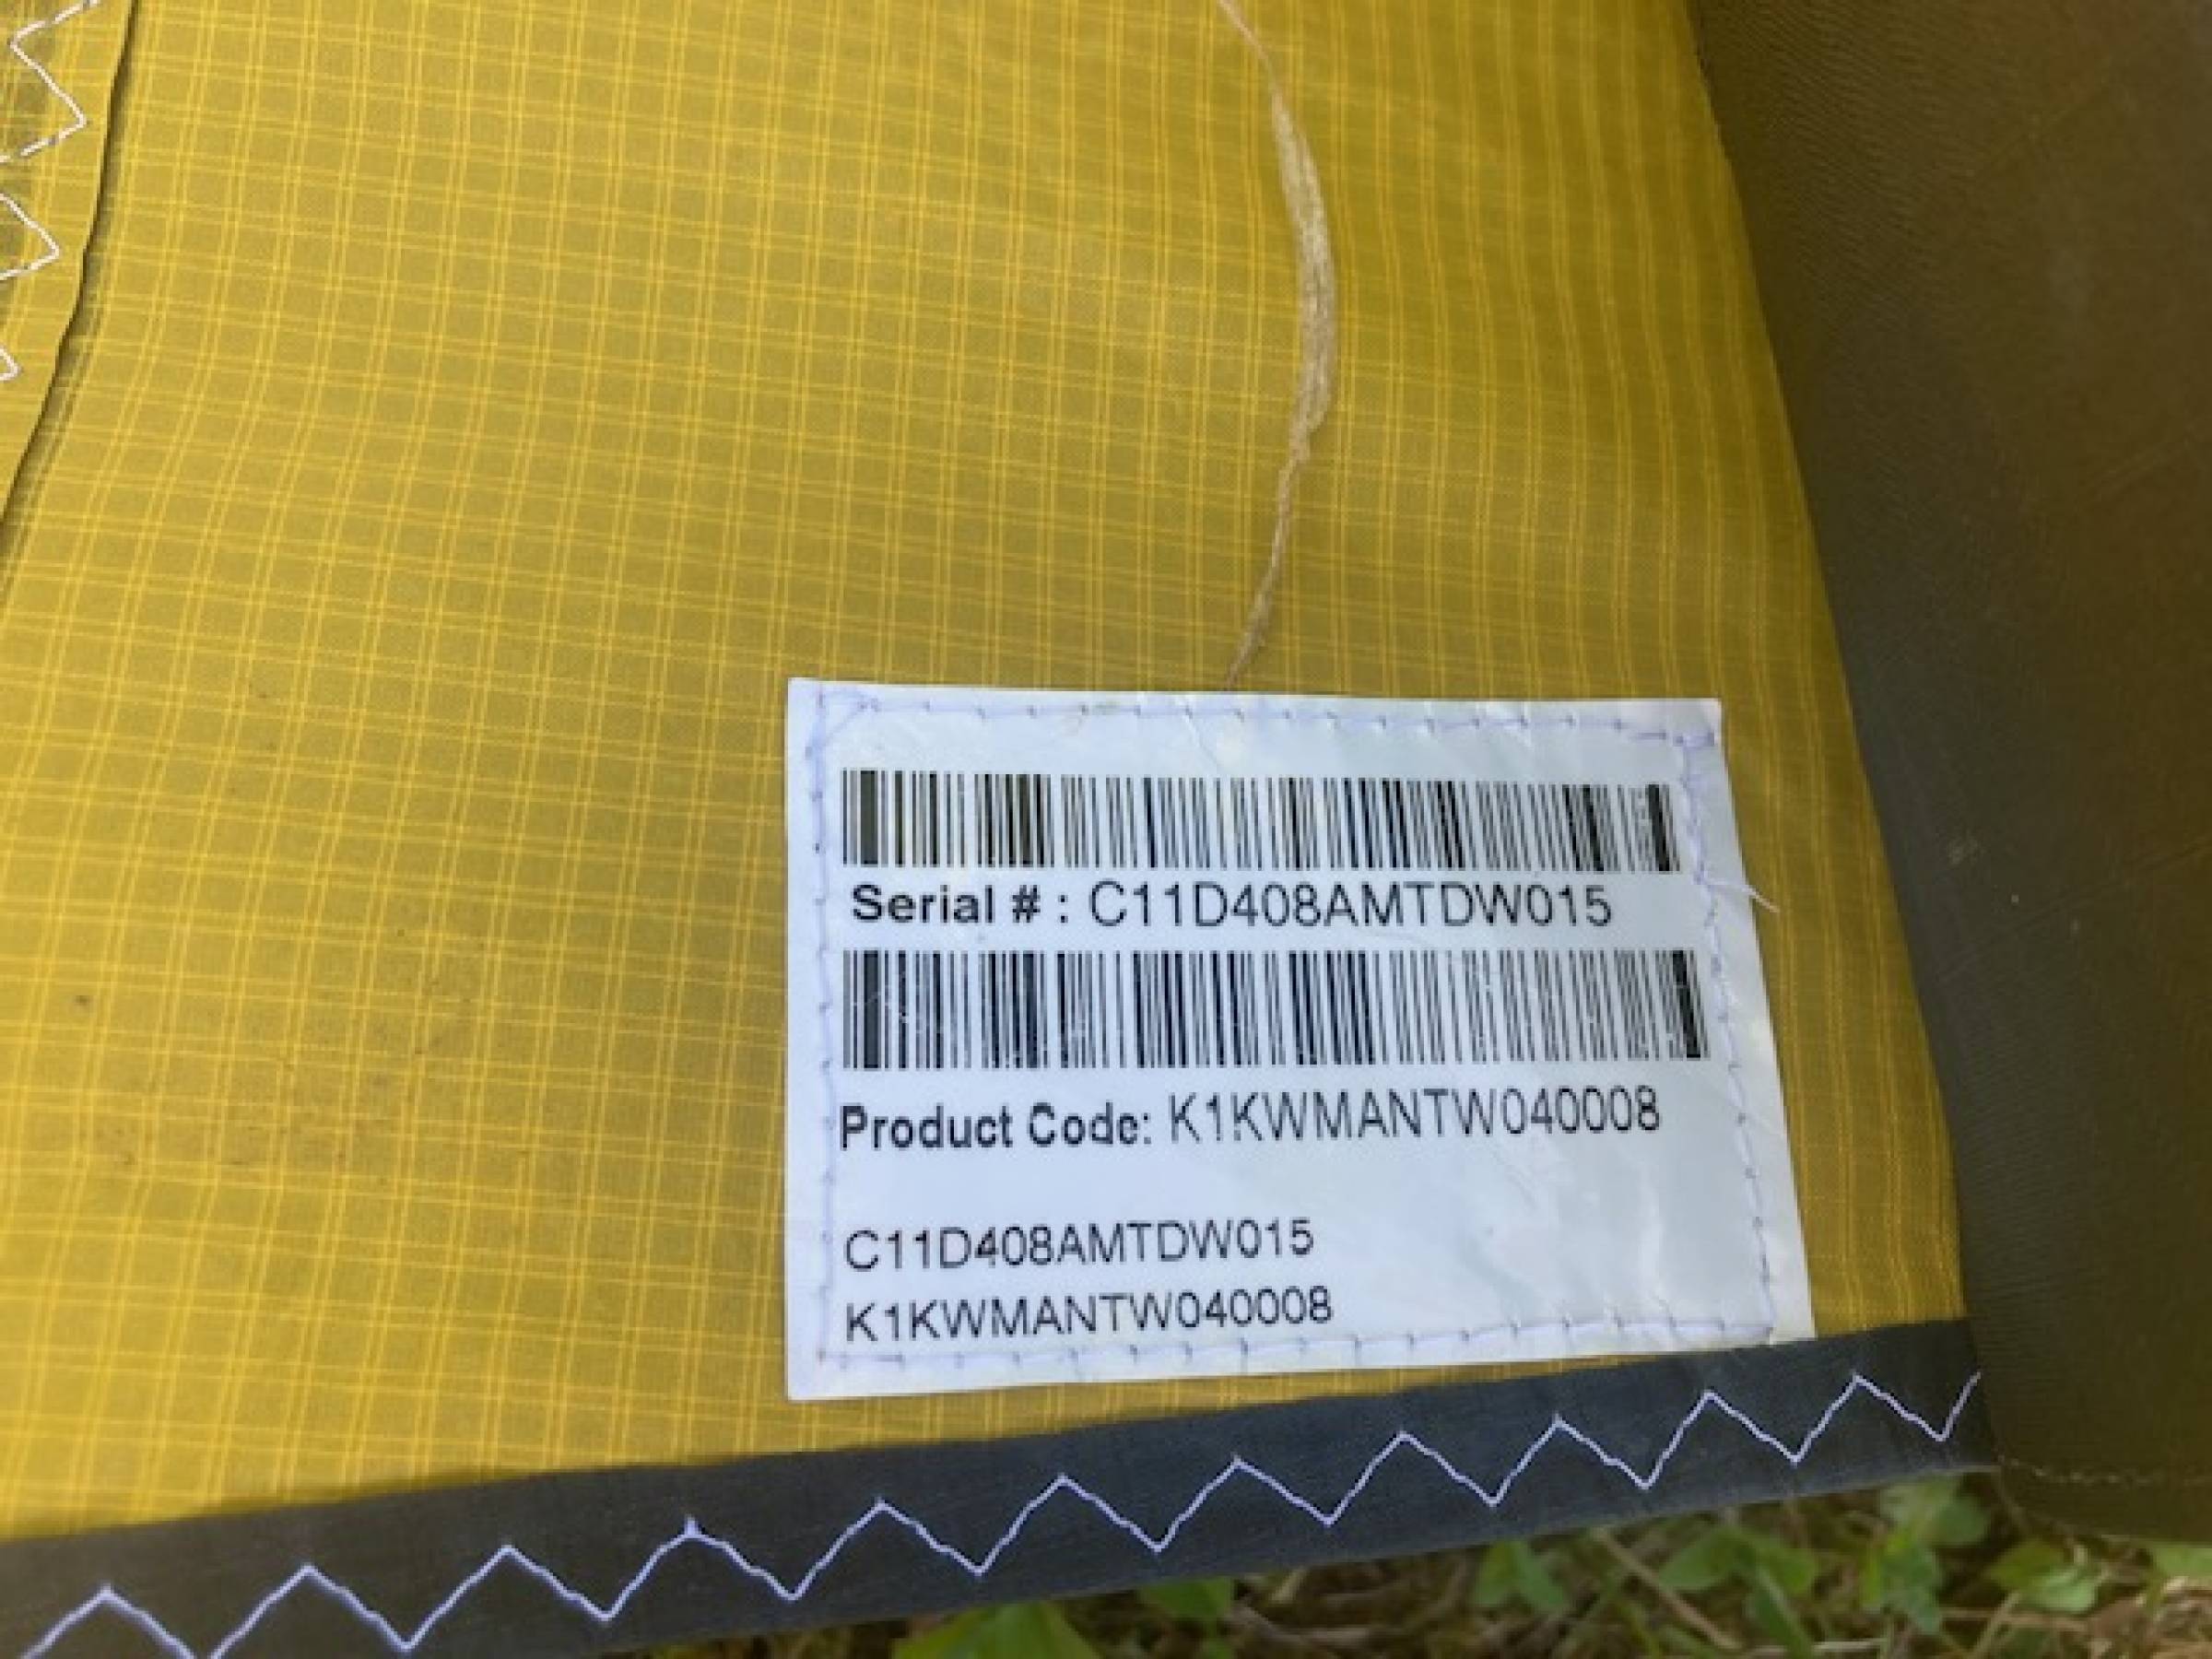 Serial # : C11D408AMTDW015
Product Code: K1KWMANTW040008
C11D408AMTDW015
K1KWMANTW040008